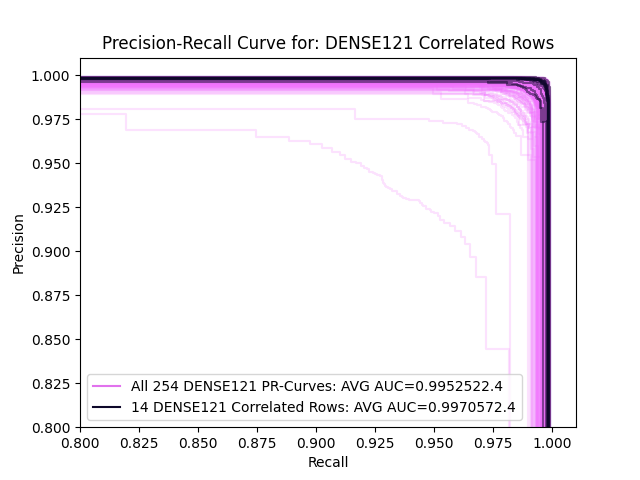 Precision-Recall Curve for: DENSE121 Correlated Rows
1.000
0.975
0.950
0.925
0.900
0.875
0.850
0.825
0.800
Precision
All 254 DENSE121 PR-Curves: AVG AUC=0.9952522.4
14 DENSE121 Correlated Rows: AVG AUC=0.9970572.4
0.800 0.825 0.850 0.875 0.900 0.925 0.950 0.975 1.000
Recall